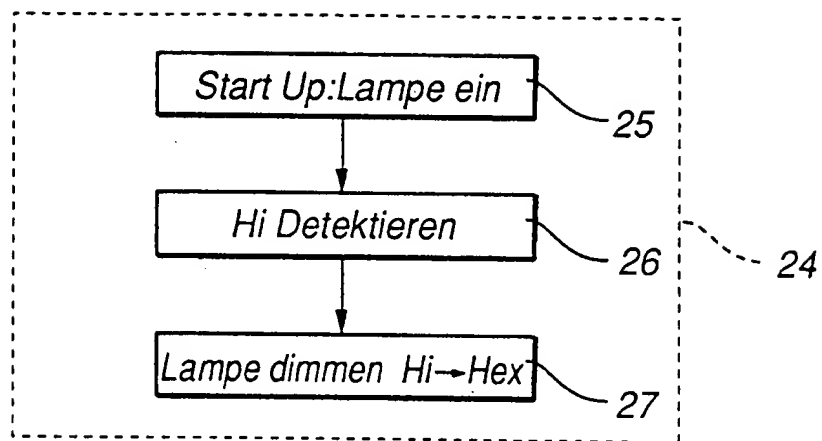 Start Up:Lampe ein
25
Hi Detektieren
26
24
Lampe dimmen Hi→Hex
27